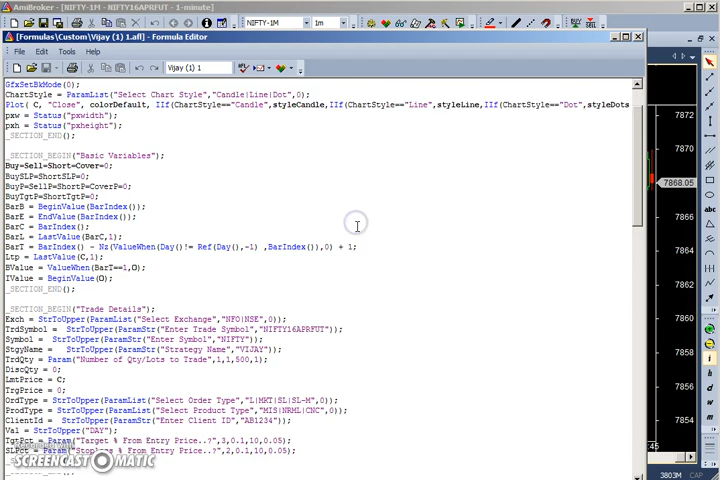 AmiBroker - [NIFTY-1M - NIFTY16APRFUT - 1-minute]
NIFTY-1M
1m
[Formulas\Custom\Vijay (1) 1.afl] - Formula Editor
File Edit Tools Help
Vijay (1) 1
GfxSetBkMode(0);
ChartStyle = ParamList("Select Chart Style","Candle|Line|Dot",0);
Plot( C, "Close", colorDefault, IIf(ChartStyle=="Candle",styleCandle,IIf(ChartStyle=="Line",styleLine,IIf(ChartStyle=="Dot",styleDots
pxw = Status("pxwidth");
pxh = Status("pxheight");
_SECTION_END();
_SECTION_BEGIN("Basic Variables");
Buy=Sell=Short=Cover=0;
BuySLP=ShortSLP=0;
BuyP=SellP=ShortP=CoverP=0;
BuyTgtP=ShortTgtP=0;
BarB = BeginValue(BarIndex());
BarE = EndValue(BarIndex());
BarC = BarIndex();
BarL = LastValue(BarC,1);
BarT = BarIndex() - Nz(ValueWhen(Day()!= Ref(Day(),-1) ,BarIndex()),0) + 1;
Ltp = LastValue(C,1);
BValue = ValueWhen(BarT==1,O);
IValue = BeginValue(O);
_SECTION_END();
_SECTION_BEGIN("Trade Details");
Exch = StrToUpper(ParamList("Select Exchange","NFO|NSE",0));
TrdSymbol = StrToUpper(ParamStr("Enter Trade Symbol","NIFTY16APRFUT"));
Symbol = StrToUpper(ParamStr("Enter Symbol","NIFTY"));
StgyName = StrToUpper(ParamStr("Strategy Name","VIJAY"));
TrdQty = Param("Number of Qty/Lots to Trade",1,1,500,1);
DiscQty = 0;
LmtPrice = C;
TrgPrice = 0;
OrdType = StrToUpper(ParamList("Select Order Type","L|MKT|SL|SL-M",0));
ProdType = StrToUpper(ParamList("Select Product Type","MIS|NRML|CNC",0));
ClientId = StrToUpper(ParamStr("Enter Client ID","AB1234"));
Val = StrToUpper("DAY");
TgtPct = Param("Target % From Entry Price..?",3,0.1,10,0.05);
SLPct = Param("Stoploss % From Entry Price..?",2,0.1,10,0.05);
SCREENCAST MATIC
BUY SELL
7872
7870
7868.05
7866
7864
7862
7860
7858
7856
7854
3803M CAP